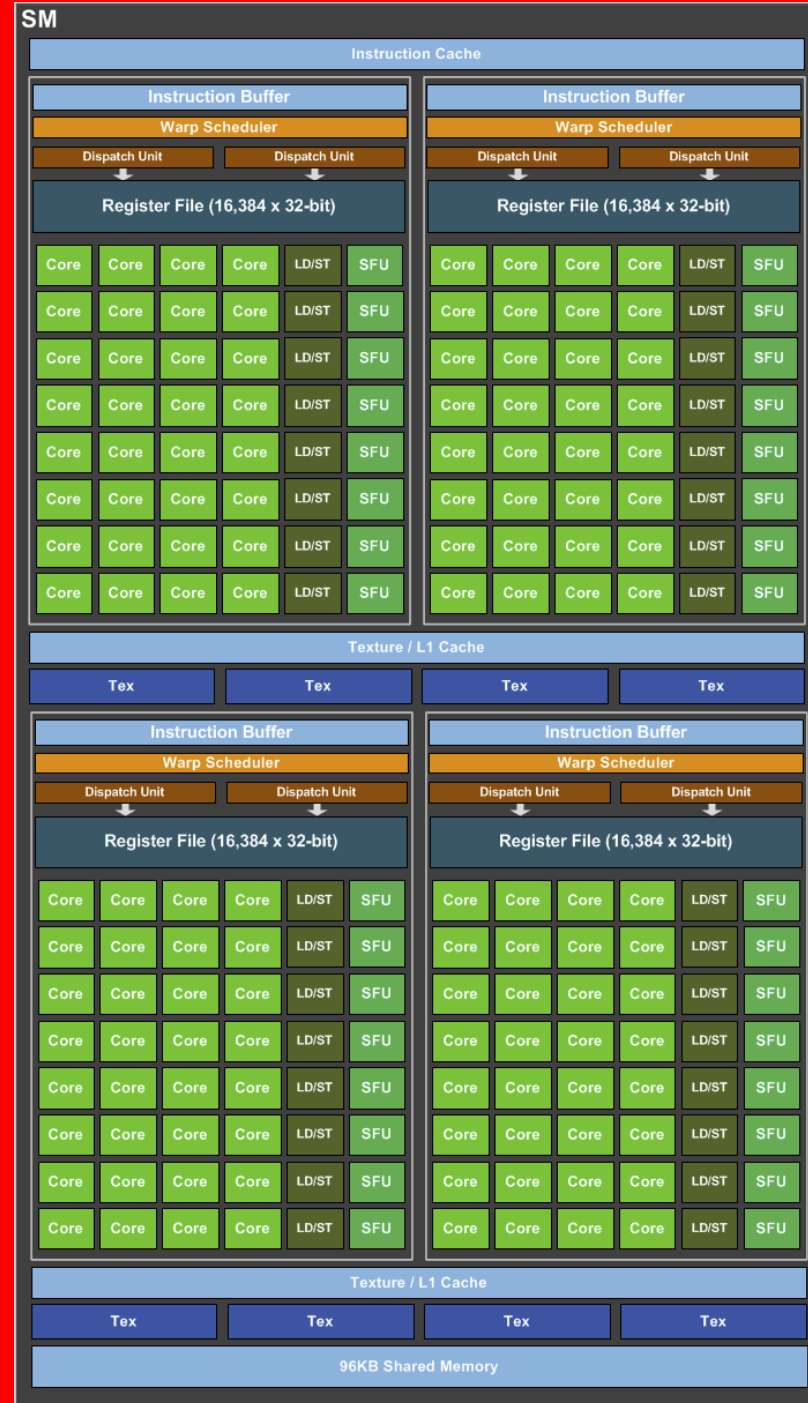 SM
Instruction Cache
Instruction Buffer Instruction Buffer
Warp Scheduler Warp Scheduler
Dispatch Unit Dispatch Unit Dispatch Unit Dispatch Unit
Register File (16,384 x 32-bit) Register File (16,384 x 32-bit)
Core Core Core Core LD/ST SFU Core Core Core Core LD/ST SFU
Core Core Core Core LD/ST SFU Core Core Core Core LD/ST SFU
Core Core Core Core LD/ST SFU Core Core Core Core LD/ST SFU
Core Core Core Core LD/ST SFU Core Core Core Core LD/ST SFU
Core Core Core Core LD/ST SFU Core Core Core Core LD/ST SFU
Core Core Core Core LD/ST SFU Core Core Core Core LD/ST SFU
Core Core Core Core LD/ST SFU Core Core Core Core LD/ST SFU
Core Core Core Core LD/ST SFU Core Core Core Core LD/ST SFU
Texture / L1 Cache
Tex Tex Tex Tex
Instruction Buffer Instruction Buffer
Warp Scheduler Warp Scheduler
Dispatch Unit Dispatch Unit Dispatch Unit Dispatch Unit
Register File (16,384 x 32-bit) Register File (16,384 x 32-bit)
Core Core Core Core LD/ST SFU Core Core Core Core LD/ST SFU
Core Core Core Core LD/ST SFU Core Core Core Core LD/ST SFU
Core Core Core Core LD/ST SFU Core Core Core Core LD/ST SFU
Core Core Core Core LD/ST SFU Core Core Core Core LD/ST SFU
Core Core Core Core LD/ST SFU Core Core Core Core LD/ST SFU
Core Core Core Core LD/ST SFU Core Core Core Core LD/ST SFU
Core Core Core Core LD/ST SFU Core Core Core Core LD/ST SFU
Core Core Core Core LD/ST SFU Core Core Core Core LD/ST SFU
Texture / L1 Cache
Tex Tex Tex Tex
96KB Shared Memory